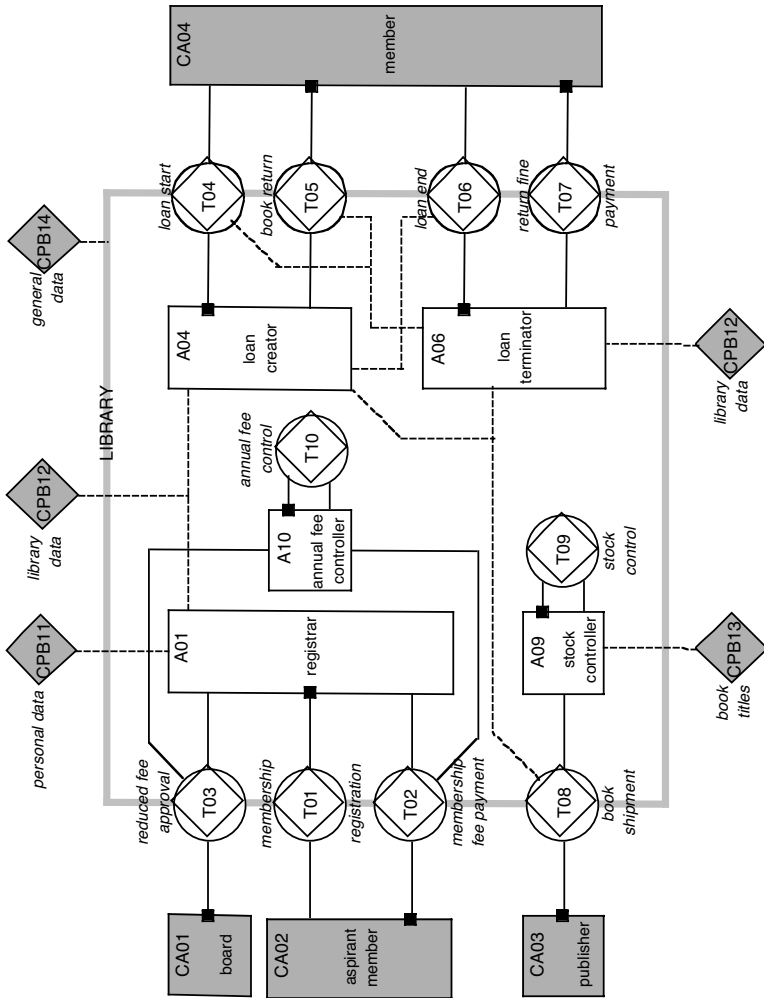 CPB11
personal data
CPB12
library
data
CPB14
general
data
LIBRARY
CA01
board
T03
reduced fee
approval
CA02
aspirant
member
T01
membership
registration
T02
membership
fee payment
A01
registrar
A10
annual fee
controller
T10
annual fee
control
A04
loan
creator
T04
loan start
T05
book return
CA04
member
CA03
publisher
T08
book
shipment
A09
stock
controller
T09
stock
control
A06
loan
terminator
T06
loan end
T07
return fine
payment
CPB13
book
titles
CPB12
library
data